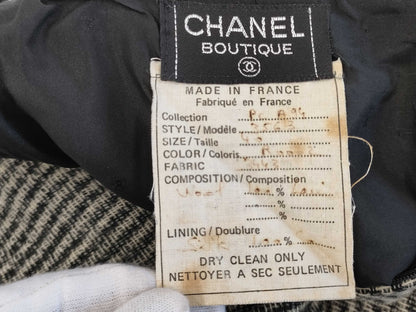 CHANEL
BOUTIQUE
MADE IN FRANCE
Fabriqué en France
Collection
STYLE/Modèle
SIZE/Taille
COLOR/Coloris
FABRIC
COMPOSITION/Composition
%
%
%
LINING/Doublure
%
DRY CLEAN ONLY
NETTOYER A SEC SEULEMENT